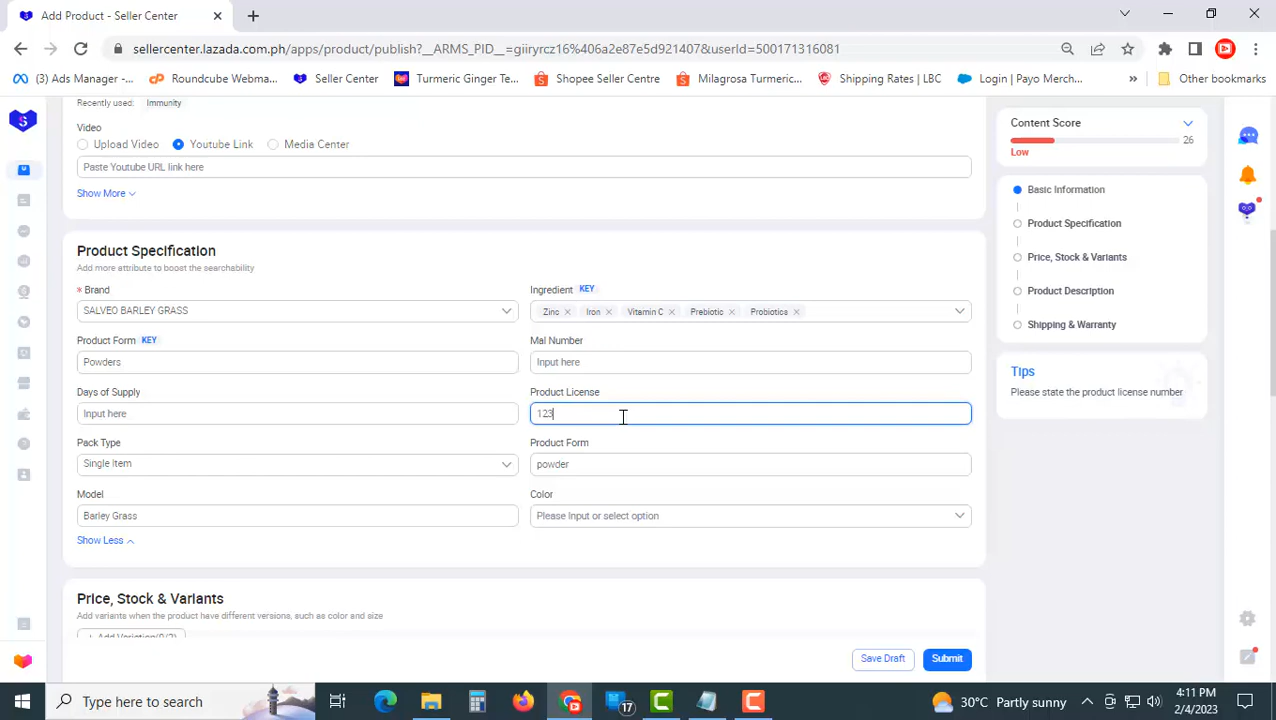 Add Product - Seller Center
sellercenter.lazada.com.ph/apps/product/publish?__ARMS_PID__=gjiryrcz16%406a2e87e5d921407&userId=500171316081
(3) Ads Manager -...
Roundcube Webma...
Seller Center
Turmeric Ginger Te...
Shopee Seller Centre
Milagrosa Turmeric...
Shipping Rates | LBC
Login | Payo Merch...
»
Other bookmarks
Recently used: Immunity
Video
Upload Video Youtube Link Media Center
Paste Youtube URL link here
Show More
Content Score
26
Low
Basic Information
Product Specification
Price, Stock & Variants
Product Description
Shipping & Warranty
Tips
Please state the product license number
Product Specification
Add more attribute to boost the searchability
* Brand
SALVEO BARLEY GRASS
Ingredient KEY
Zinc Iron Vitamin C Prebiotic Probiotics
Product Form KEY
Powders
Mal Number
Input here
Days of Supply
Input here
Product License
123
Pack Type
Single Item
Product Form
powder
Model
Barley Grass
Color
Please Input or select option
Show Less
Price, Stock & Variants
Add variants when the product have different versions, such as color and size
+ Add Variation(0/2)
Save Draft
Submit
Type here to search
17
30°C Partly sunny
4:11 PM
2/4/2023